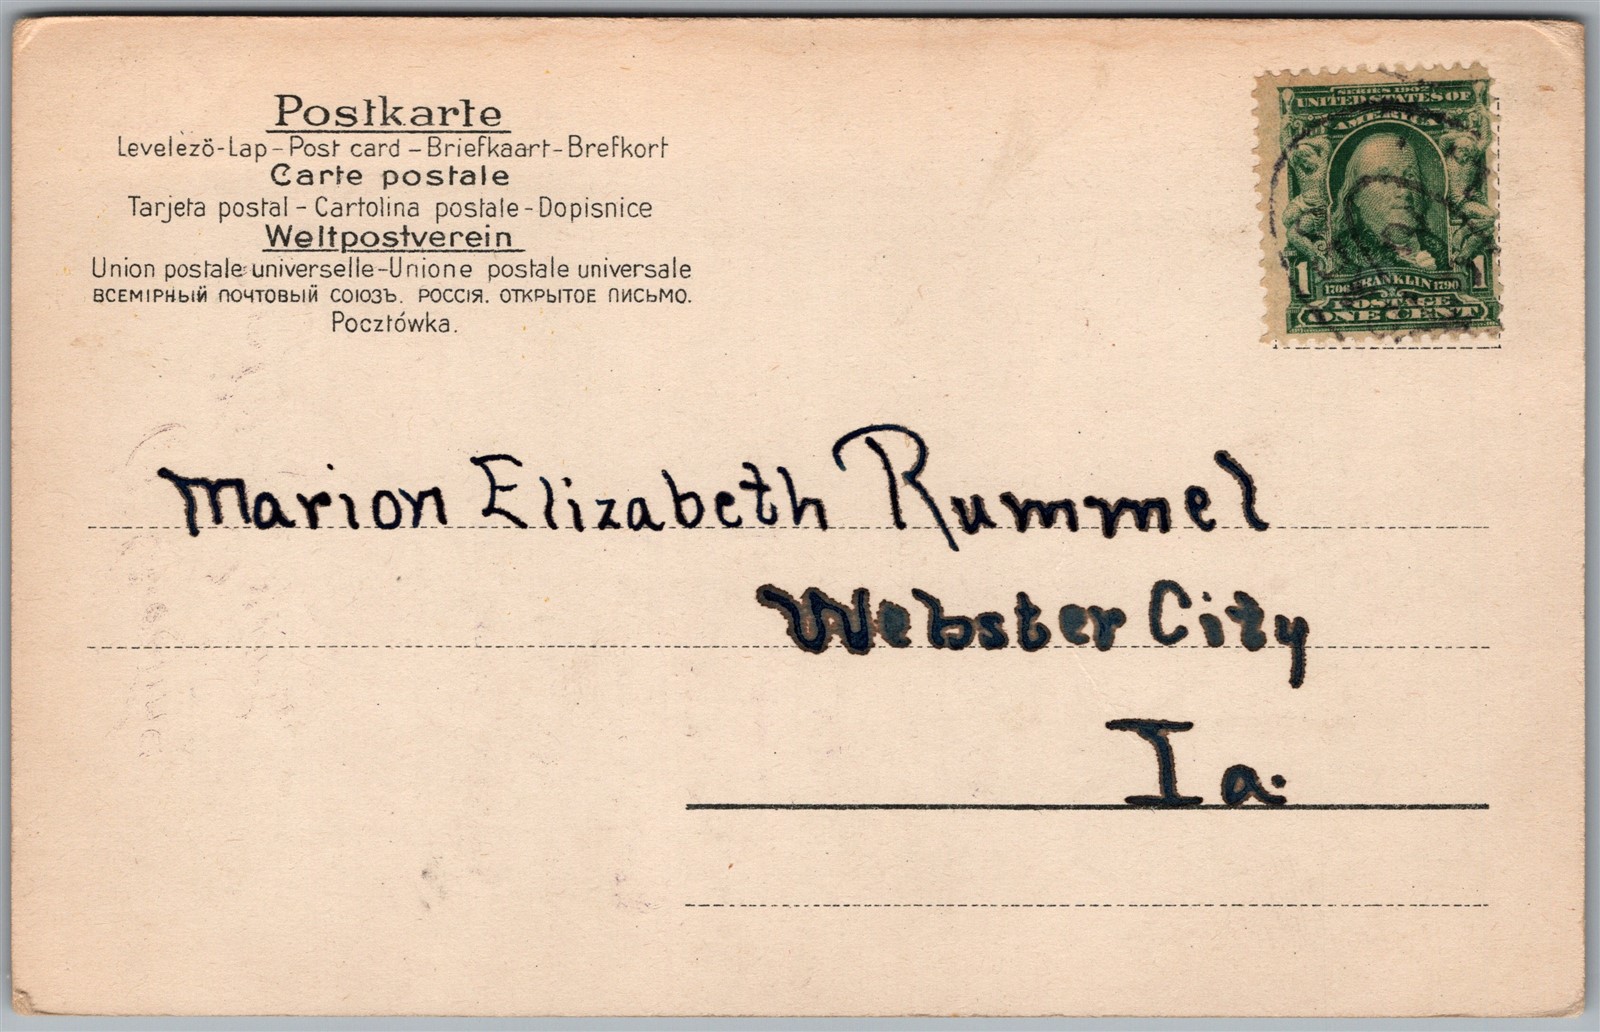 Postkarte
Levelèzö-Lap-Post card-Briefkaart-Brefkort
Carte postale
Tarjeta postal-Cartolina postale-Dopisnice
Weltpostverein
Union postale universelle-Unione postale universale
ВСЕМІРНЫЙ ПОЧТОВЫЙ СОЮЗЪ. РОССІЯ. ОТКРЫТОЕ ПИСЬМО.
Pocztówka.
SERIES 1902
UNITED STATES OF
AMERICA
1 1
1706 FRANKLIN 1790
POSTAGE
ONE CENT
Marion Elizabeth Rummel
Webster City
Ia.